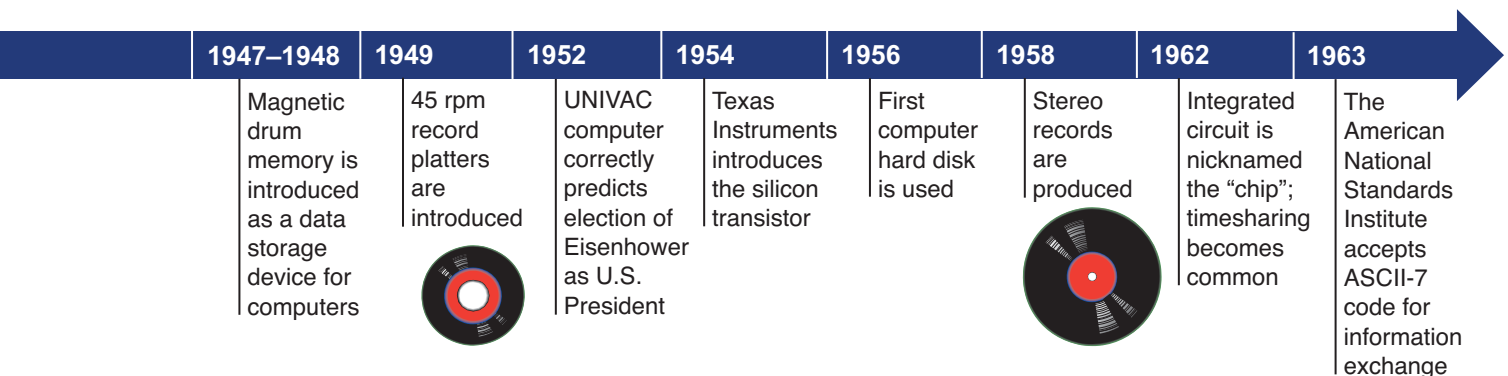 1947–1948
Magnetic
drum
memory is
introduced
as a data
storage
device for
computers
1949
45 rpm
record
platters
are
introduced
1952
UNIVAC
computer
correctly
predicts
election of
Eisenhower
as U.S.
President
1954
Texas
Instruments
introduces
the silicon
transistor
1956
First
computer
hard disk
is used
1958
Stereo
records
are
produced
1962
Integrated
circuit is
nicknamed
the “chip”;
timesharing
becomes
common
1963
The
American
National
Standards
Institute
accepts
ASCII-7
code for
information
exchange